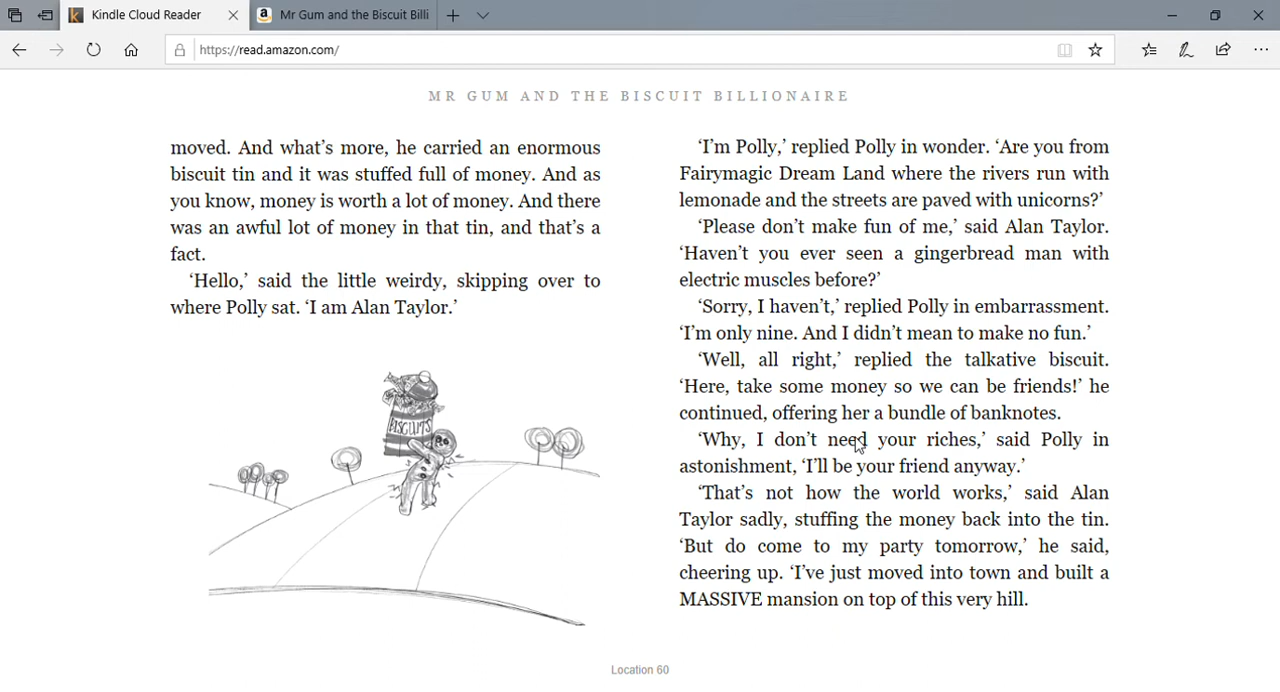 Kindle Cloud Reader
Mr Gum and the Biscuit Billi
https://read.amazon.com/
MR GUM AND THE BISCUIT BILLIONAIRE
moved. And what’s more, he carried an enormous
biscuit tin and it was stuffed full of money. And as
you know, money is worth a lot of money. And there
was an awful lot of money in that tin, and that’s a
fact.
‘Hello,’ said the little weirdy, skipping over to
where Polly sat. ‘I am Alan Taylor.’
BISCUITS
‘I’m Polly,’ replied Polly in wonder. ‘Are you from
Fairymagic Dream Land where the rivers run with
lemonade and the streets are paved with unicorns?’
‘Please don’t make fun of me,’ said Alan Taylor.
‘Haven’t you ever seen a gingerbread man with
electric muscles before?’
‘Sorry, I haven’t,’ replied Polly in embarrassment.
‘I’m only nine. And I didn’t mean to make no fun.’
‘Well, all right,’ replied the talkative biscuit.
‘Here, take some money so we can be friends!’ he
continued, offering her a bundle of banknotes.
‘Why, I don’t need your riches,’ said Polly in
astonishment, ‘I’ll be your friend anyway.’
‘That’s not how the world works,’ said Alan
Taylor sadly, stuffing the money back into the tin.
‘But do come to my party tomorrow,’ he said,
cheering up. ‘I’ve just moved into town and built a
MASSIVE mansion on top of this very hill.
Location 60